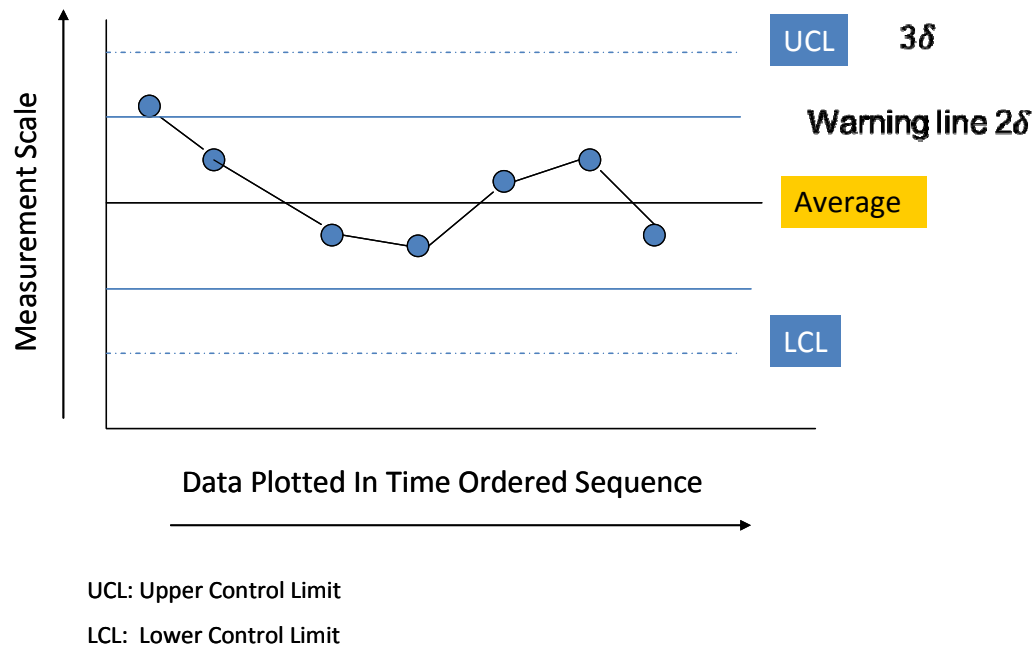 UCL 3δ
Warning line 2δ
Average
LCL
Measurement Scale
Data Plotted In Time Ordered Sequence
UCL: Upper Control Limit
LCL: Lower Control Limit